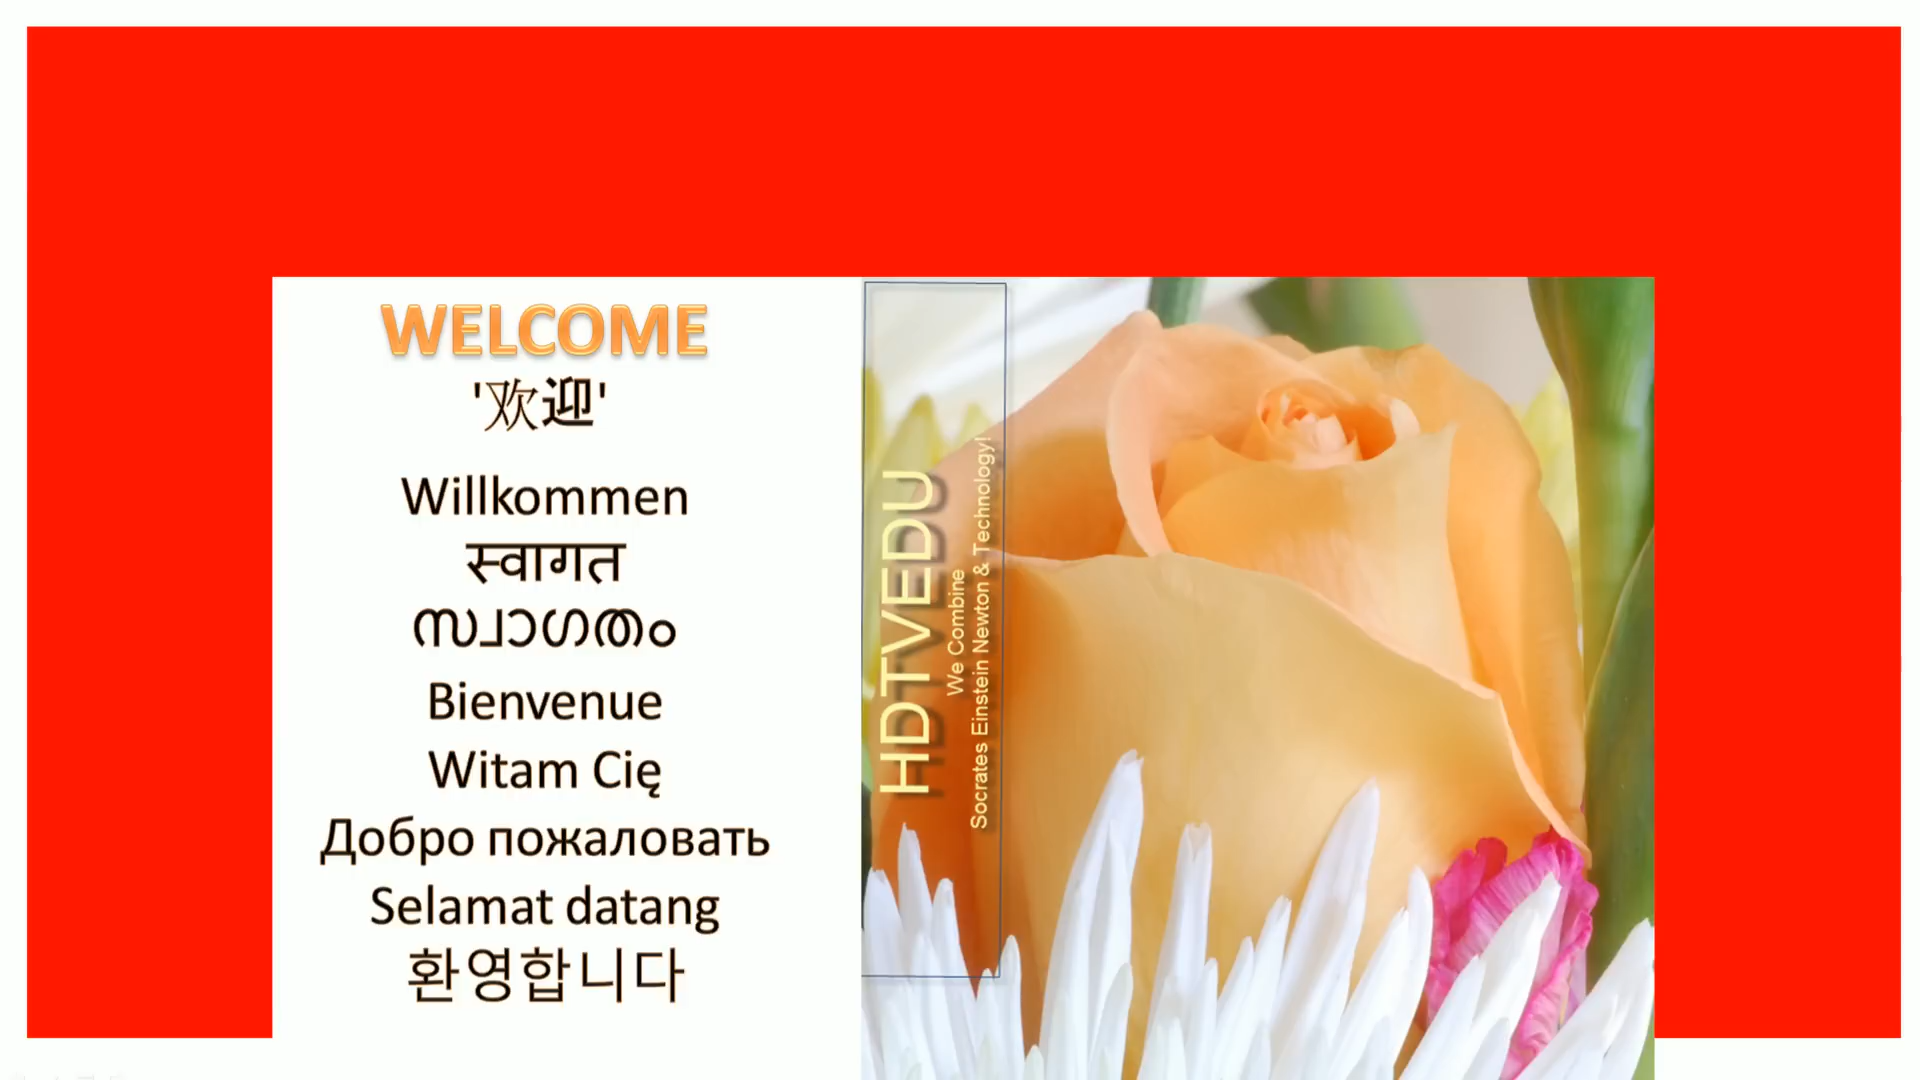 WELCOME
'欢迎'
Willkommen
स्वागत
സ്വാഗതം
Bienvenue
Witam Cię
Добро пожаловать
Selamat datang
환영합니다
HDTVEDU
We Combine
Socrates Einstein Newton & Technology!